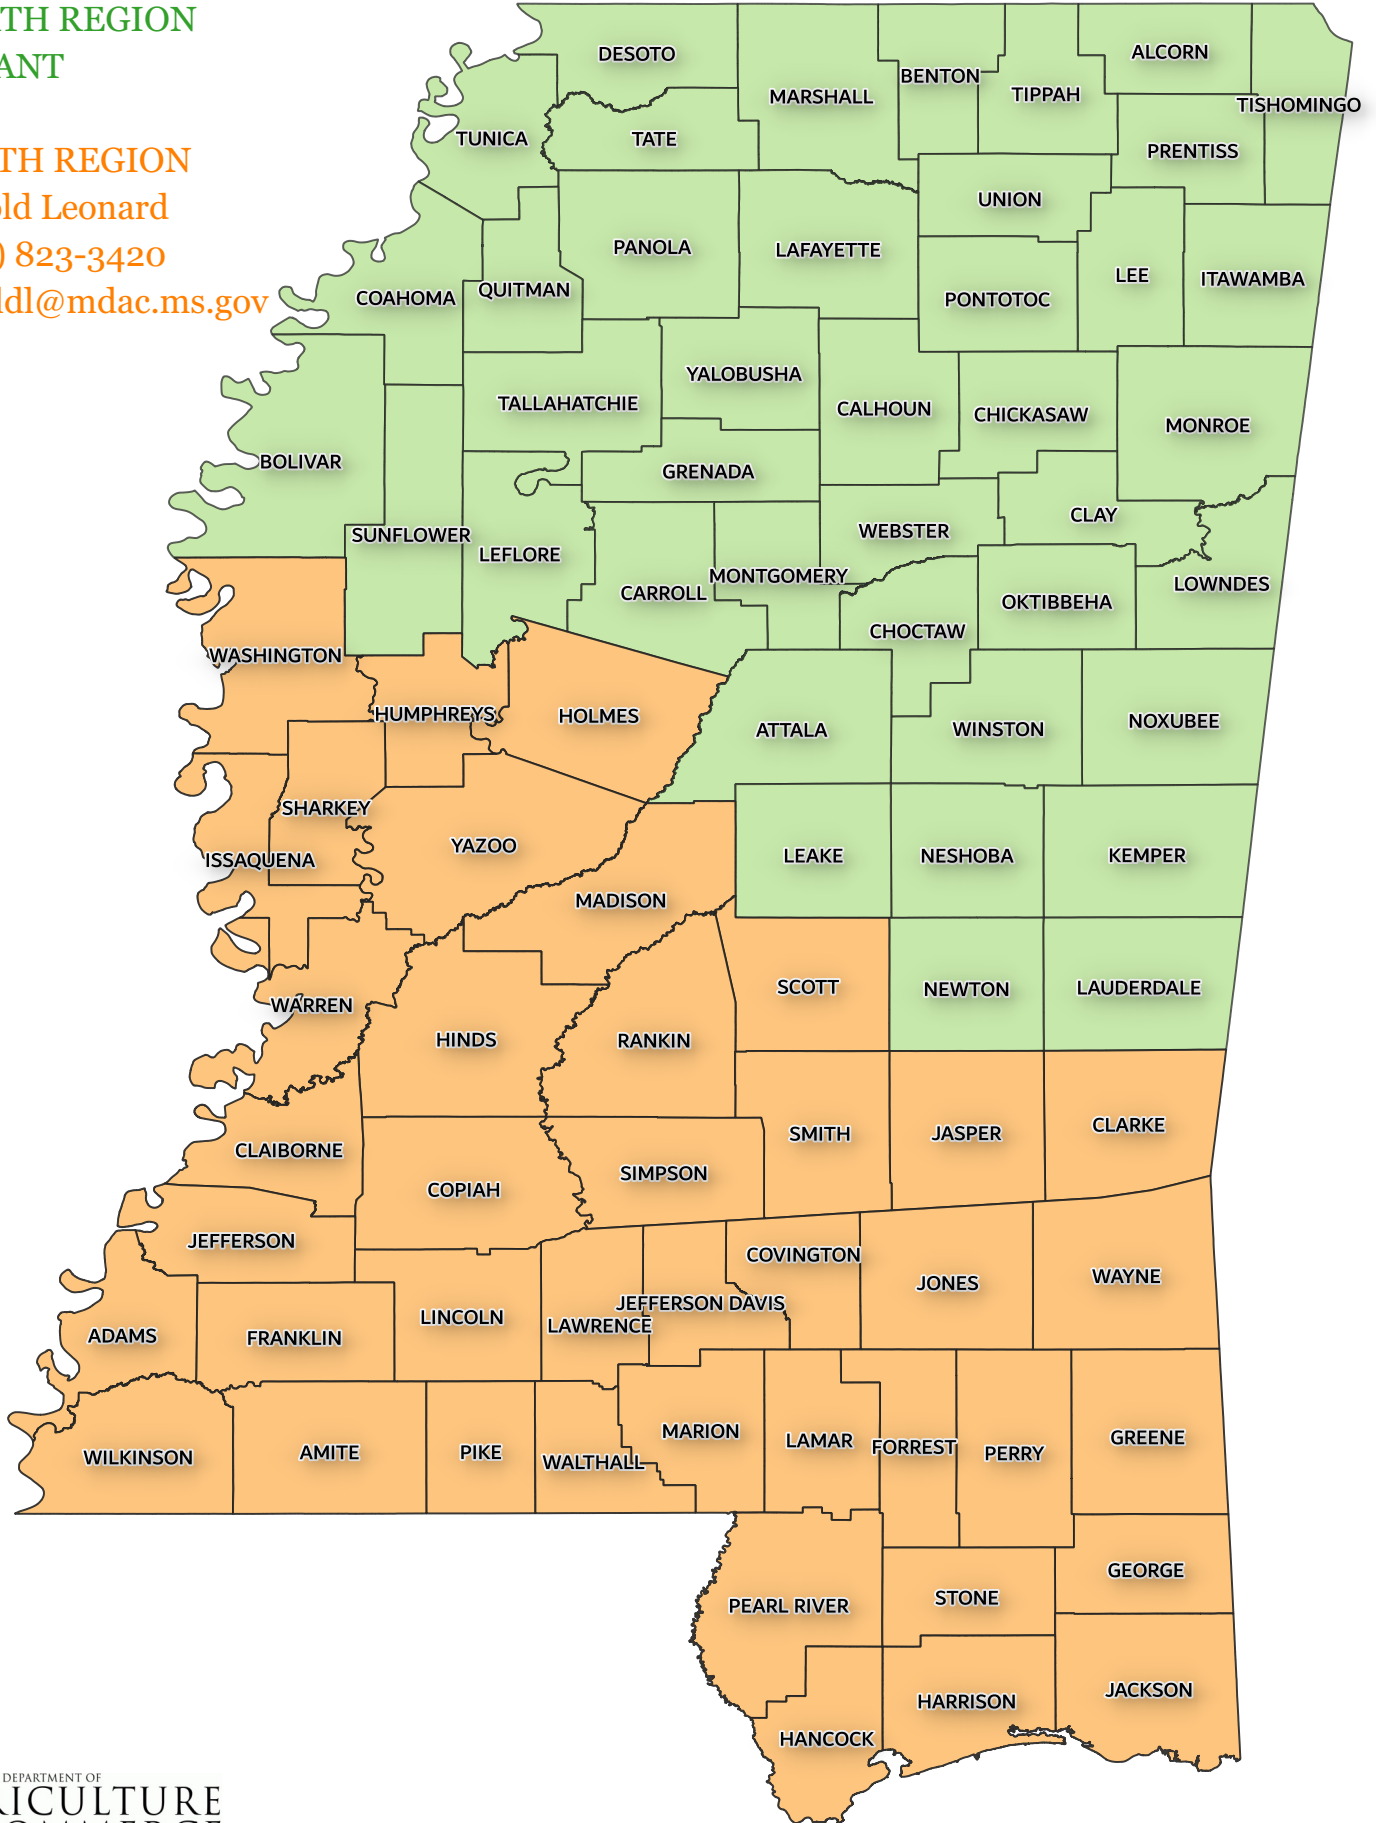 TH REGION
ANT
TH REGION
ld Leonard
) 823-3420
ldl@mdac.ms.gov
DESOTO
ALCORN
BENTON
MARSHALL
TIPPAH
TISHOMINGO
TUNICA
TATE
PRENTISS
UNION
PANOLA
LAFAYETTE
LEE
ITAWAMBA
COAHOMA
QUITMAN
PONTOTOC
YALOBUSHA
TALLAHATCHIE
CALHOUN
CHICKASAW
MONROE
BOLIVAR
GRENADA
SUNFLOWER
LEFLORE
WEBSTER
CLAY
MONTGOMERY
CARROLL
LOWNDES
OKTIBBEHA
CHOCTAW
WASHINGTON
HUMPHREYS
HOLMES
ATTALA
WINSTON
NOXUBEE
SHARKEY
YAZOO
ISSAQUENA
LEAKE
NESHOBA
KEMPER
MADISON
SCOTT
NEWTON
LAUDERDALE
WARREN
HINDS
RANKIN
SMITH
JASPER
CLARKE
CLAIBORNE
COPIAH
SIMPSON
JEFFERSON
COVINGTON
JONES
WAYNE
JEFFERSON DAVIS
LINCOLN
LAWRENCE
ADAMS
FRANKLIN
MARION
LAMAR
FORREST
PERRY
GREENE
WILKINSON
AMITE
PIKE
WALTHALL
GEORGE
PEARL RIVER
STONE
JACKSON
HARRISON
HANCOCK
DEPARTMENT OF
RICULTURE